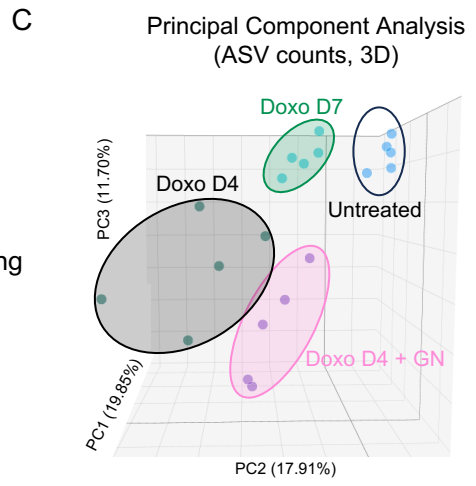 C
Principal Component Analysis
(ASV counts, 3D)
Doxo D7
Doxo D4
Untreated
PC3 (11.70%)
ng
Doxo D4 + GN
PC1 (19.85%)
PC2 (17.91%)